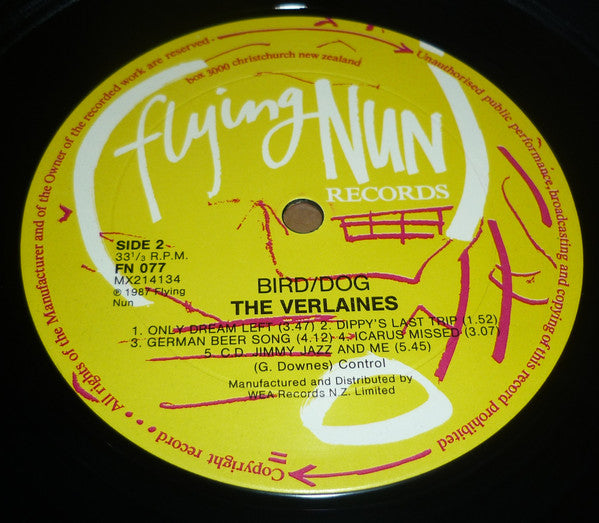 All rights of the Manufacturer and of the Owner of the recorded work are reserved - Unauthorised public performance, broadcasting and copying of this record prohibited
Copyright record....
box 3000 christchurch new zealand
flying NUN
RECORDS
SIDE 2
33⅓ R.P.M.
FN 077
MX214134
℗ 1987 Flying
Nun
BIRD/DOG
THE VERLAINES
1. ONLY DREAM LEFT (3.47) 2. DIPPY'S LAST TRIP (1.52)
3. GERMAN BEER SONG (4.12) 4. ICARUS MISSED (3.07)
5. C.D. JIMMY JAZZ AND ME (5.45)
(G. Downes) Control
Manufactured and Distributed by
WEA Records N.Z. Limited